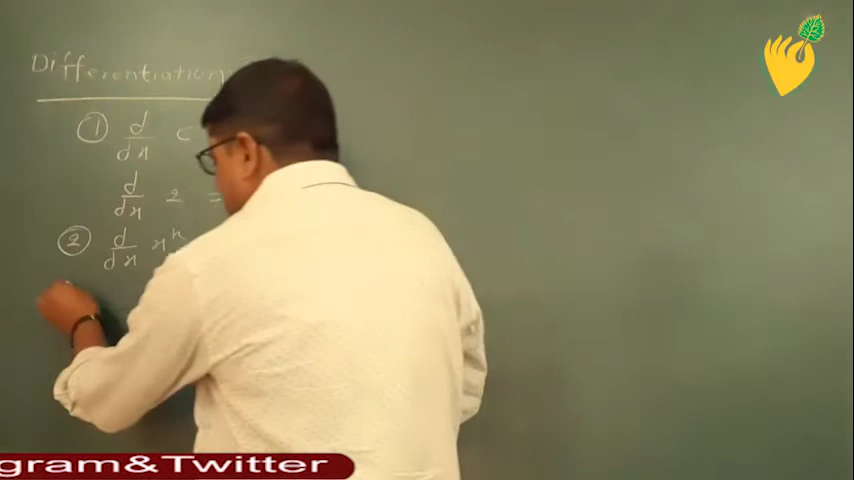 Differentiation
① d/dx c
d/dx 2 =
② d/dx x^n
gram&Twitter